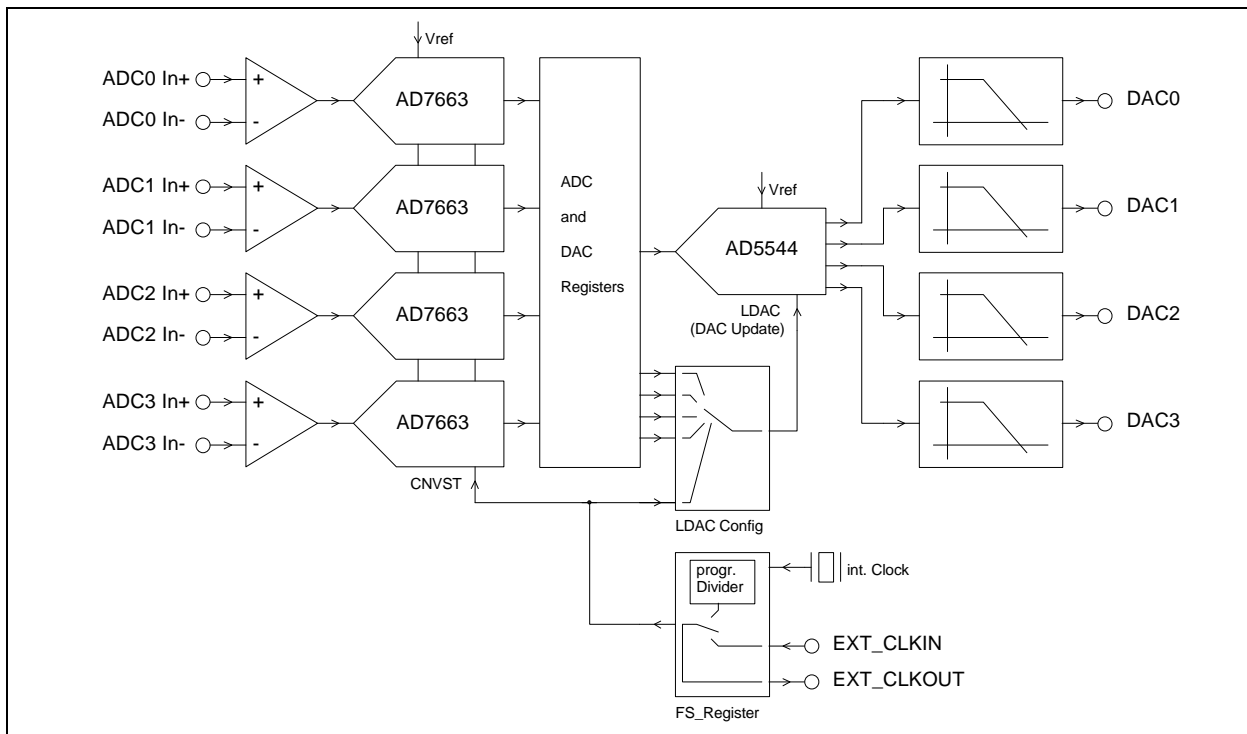 Vref
ADC0 In+
+
AD7663
DAC0
ADC0 In-
-
ADC1 In+
+
AD7663
ADC
and
DAC
Registers
Vref
DAC1
ADC1 In-
-
AD5544
ADC2 In+
+
AD7663
LDAC
(DAC Update)
DAC2
ADC2 In-
-
ADC3 In+
+
AD7663
DAC3
ADC3 In-
-
CNVST
LDAC Config
progr.
Divider
int. Clock
EXT_CLKIN
EXT_CLKOUT
FS_Register